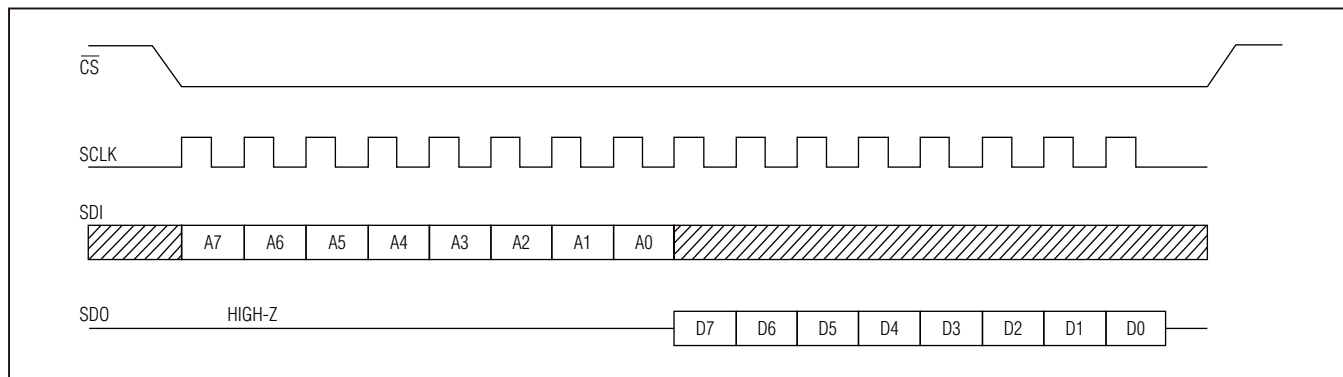 C̅S̅
SCLK
SDI
A7 A6 A5 A4 A3 A2 A1 A0
SDO HIGH-Z
D7 D6 D5 D4 D3 D2 D1 D0